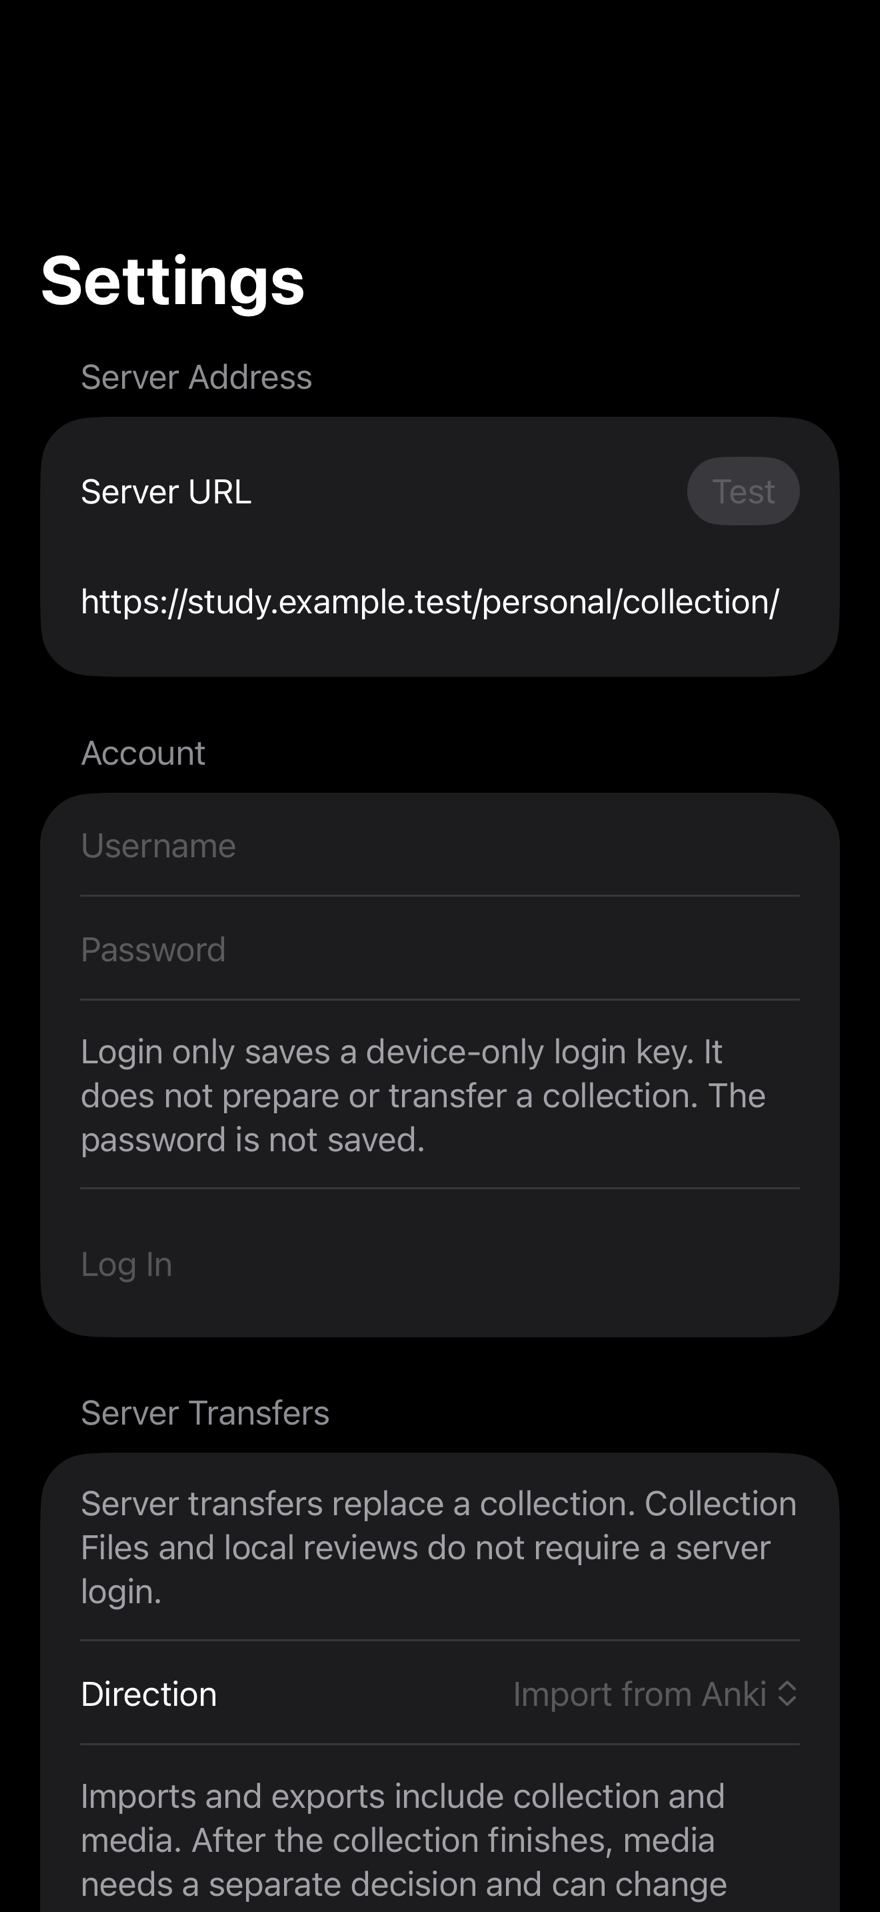 Settings
Server Address
Server URL
Test
https://study.example.test/personal/collection/
Account
Username
Password
Login only saves a device-only login key. It
does not prepare or transfer a collection. The
password is not saved.
Log In
Server Transfers
Server transfers replace a collection. Collection
Files and local reviews do not require a server
login.
Direction
Import from Anki
Imports and exports include collection and
media. After the collection finishes, media
needs a separate decision and can change